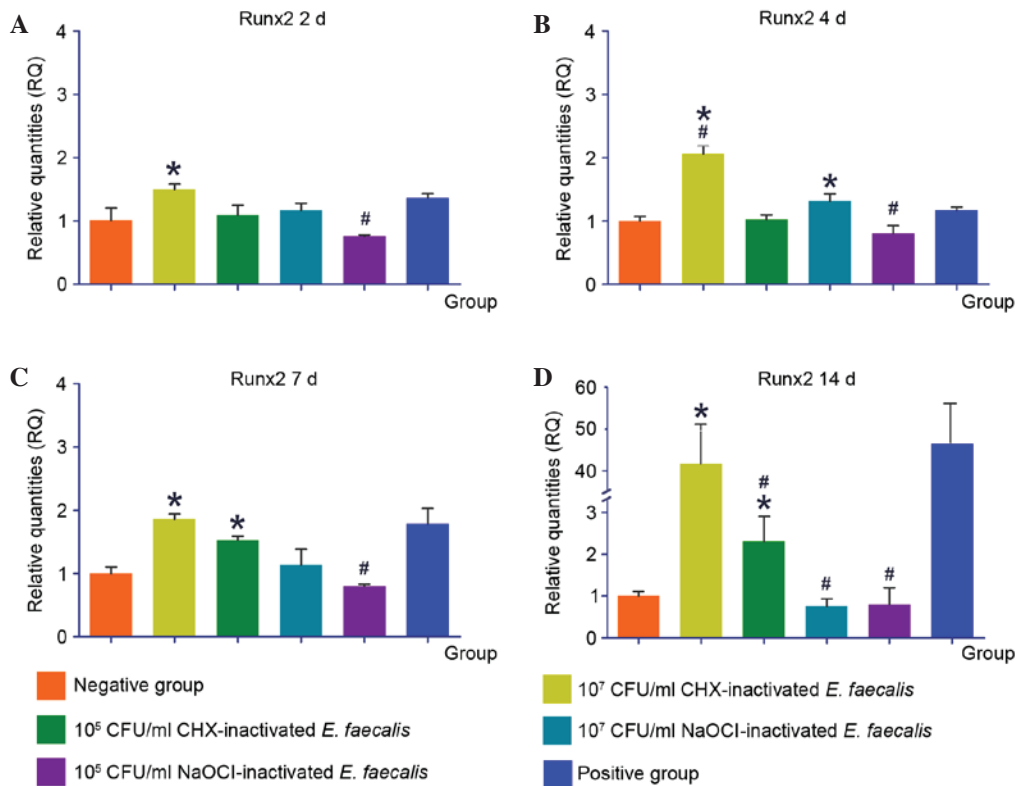 A
Runx2 2 d
Relative quantities (RQ)
4
3
2
1
0
*
#
Group
B
Runx2 4 d
Relative quantities (RQ)
4
3
2
1
0
*
#
*
#
Group
C
Runx2 7 d
Relative quantities (RQ)
4
3
2
1
0
*
*
#
Group
D
Runx2 14 d
Relative quantities (RQ)
60
50
40
3
2
1
0
*
#
*
#
#
Group
Negative group
10⁵ CFU/ml CHX-inactivated E. faecalis
10⁵ CFU/ml NaOCI-inactivated E. faecalis
10⁷ CFU/ml CHX-inactivated E. faecalis
10⁷ CFU/ml NaOCI-inactivated E. faecalis
Positive group